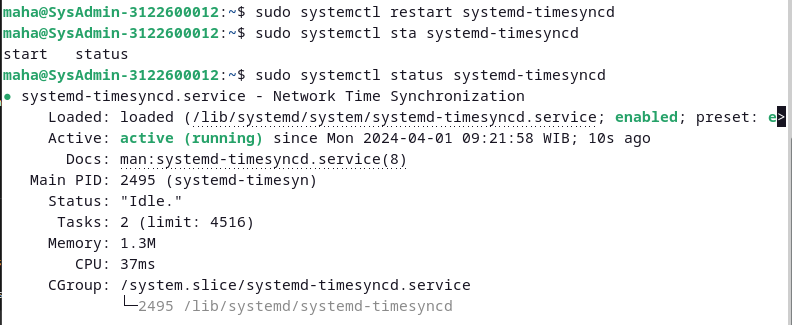 maha@SysAdmin-3122600012:~$ sudo systemctl restart systemd-timesyncd
maha@SysAdmin-3122600012:~$ sudo systemctl sta systemd-timesyncd
start   status
maha@SysAdmin-3122600012:~$ sudo systemctl status systemd-timesyncd
● systemd-timesyncd.service - Network Time Synchronization
     Loaded: loaded (/lib/systemd/system/systemd-timesyncd.service; enabled; preset: e>
     Active: active (running) since Mon 2024-04-01 09:21:58 WIB; 10s ago
       Docs: man:systemd-timesyncd.service(8)
   Main PID: 2495 (systemd-timesyn)
     Status: "Idle."
      Tasks: 2 (limit: 4516)
     Memory: 1.3M
        CPU: 37ms
     CGroup: /system.slice/systemd-timesyncd.service
             └─2495 /lib/systemd/systemd-timesyncd